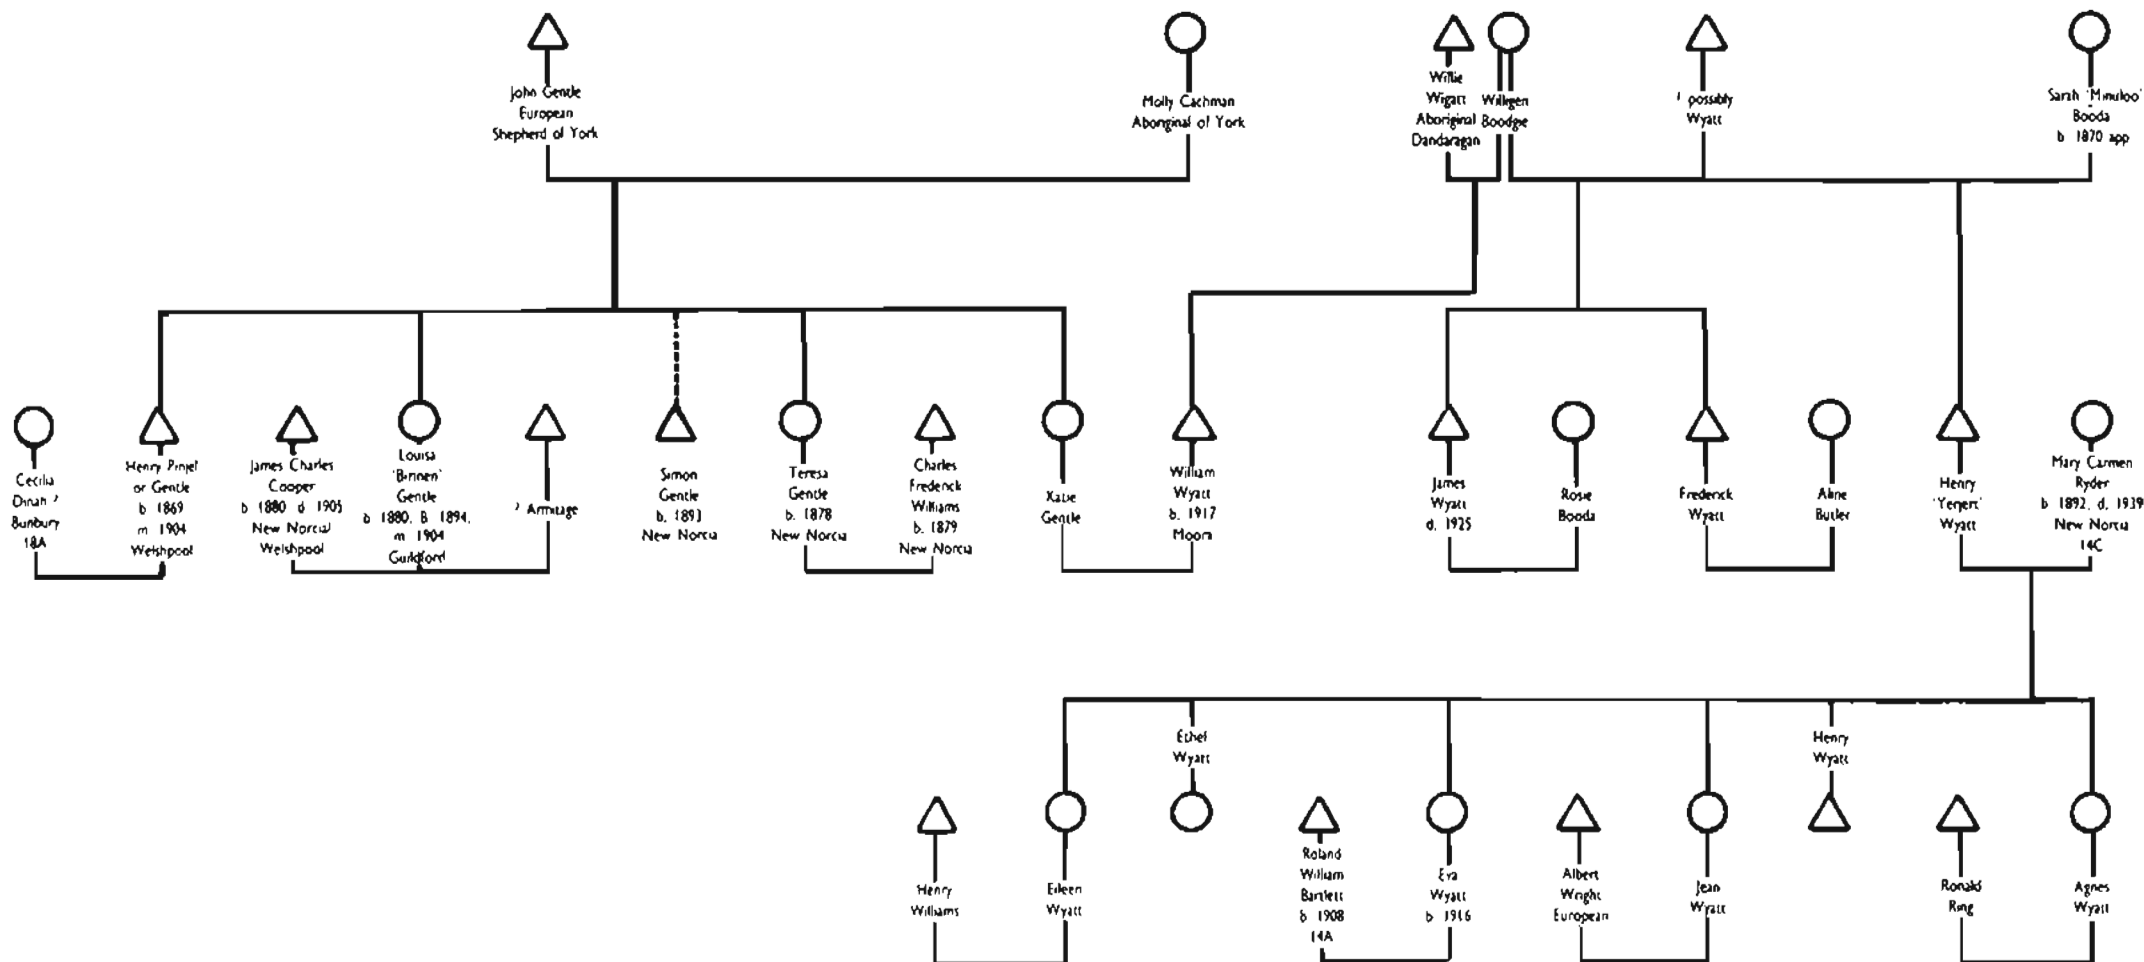 John Gentle
European
Shepherd of York
Molly Cachman
Aboriginal of York
Willie
Wigatt
Aboriginal
Dandaragan
Willigen
Boodgie
? possibly
Wyatt
Sarah 'Minuloo'
Booda
b 1870 app
Cecilia
Dinah ?
Bunbury
18A
Henry Pinjel
or Gentle
b 1869
m 1904
Welshpool
James Charles
Cooper
b 1880 d 1905
New Norcia/
Welshpool
Louisa
'Binnen'
Gentle
b 1880, B 1894,
m 1904
Guildford
? Armitage
Simon
Gentle
b. 1893
New Norcia
Teresa
Gentle
b. 1878
New Norcia
Charles
Frederick
Williams
b. 1879
New Norcia
Katie
Gentle
William
Wyatt
b. 1917
Moora
James
Wyatt
d. 1925
Rosie
Booda
Frederick
Wyatt
Aline
Butler
Henry
'Yenjert'
Wyatt
Mary Carmen
Ryder
b 1892, d. 1939
New Norcia
14C
Ethel
Wyatt
Henry
Wyatt
Henry
Williams
Eileen
Wyatt
Roland
William
Bartlett
b 1908
14A
Eva
Wyatt
b 1916
Albert
Wright
European
Jean
Wyatt
Ronald
Ring
Agnes
Wyatt